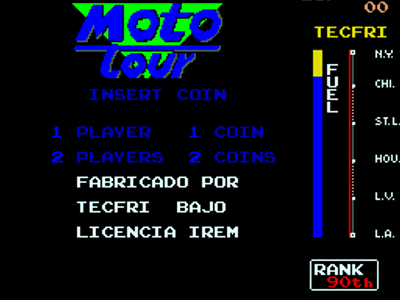 Moto
tour
INSERT COIN
1 PLAYER 1 COIN
2 PLAYERS 2 COINS
FABRICADO POR
TECFRI BAJO
LICENCIA IREM
00
TECFRI
FUEL
N.Y.
CHI.
ST.L.
HOU.
L.V.
L.A.
RANK
90th